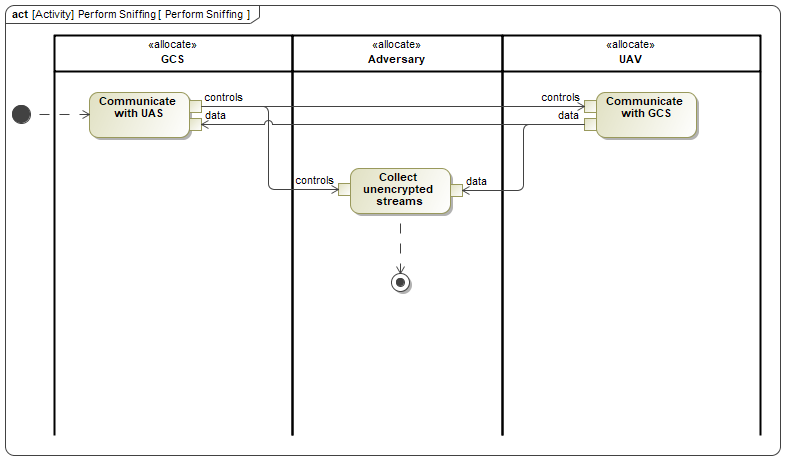 act [Activity] Perform Sniffing [ Perform Sniffing ]
«allocate»
GCS
«allocate»
Adversary
«allocate»
UAV
Communicate
with UAS
controls
data
controls
data
Communicate
with GCS
controls
Collect
unencrypted
streams
data